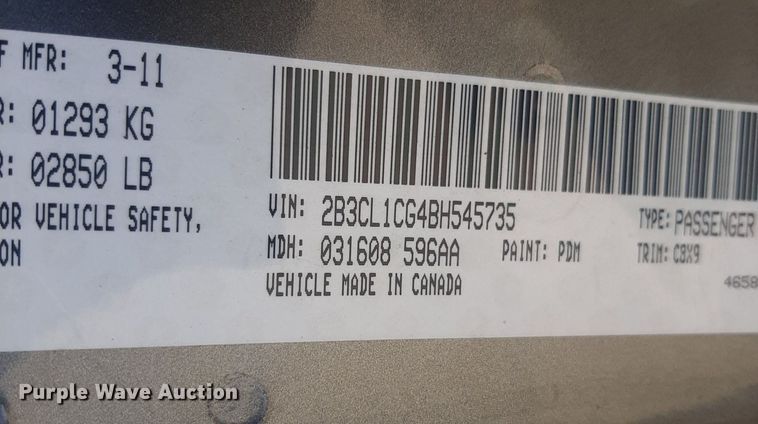 F MFR: 3-11
R: 01293 KG
R: 02850 LB
OR VEHICLE SAFETY,
ON
VIN: 2B3CL1CG4BH545735
TYPE: PASSENGER
MDH: 031608 596AA
PAINT: PDM
TRIM: C8X9
VEHICLE MADE IN CANADA
4658
Purple Wave Auction